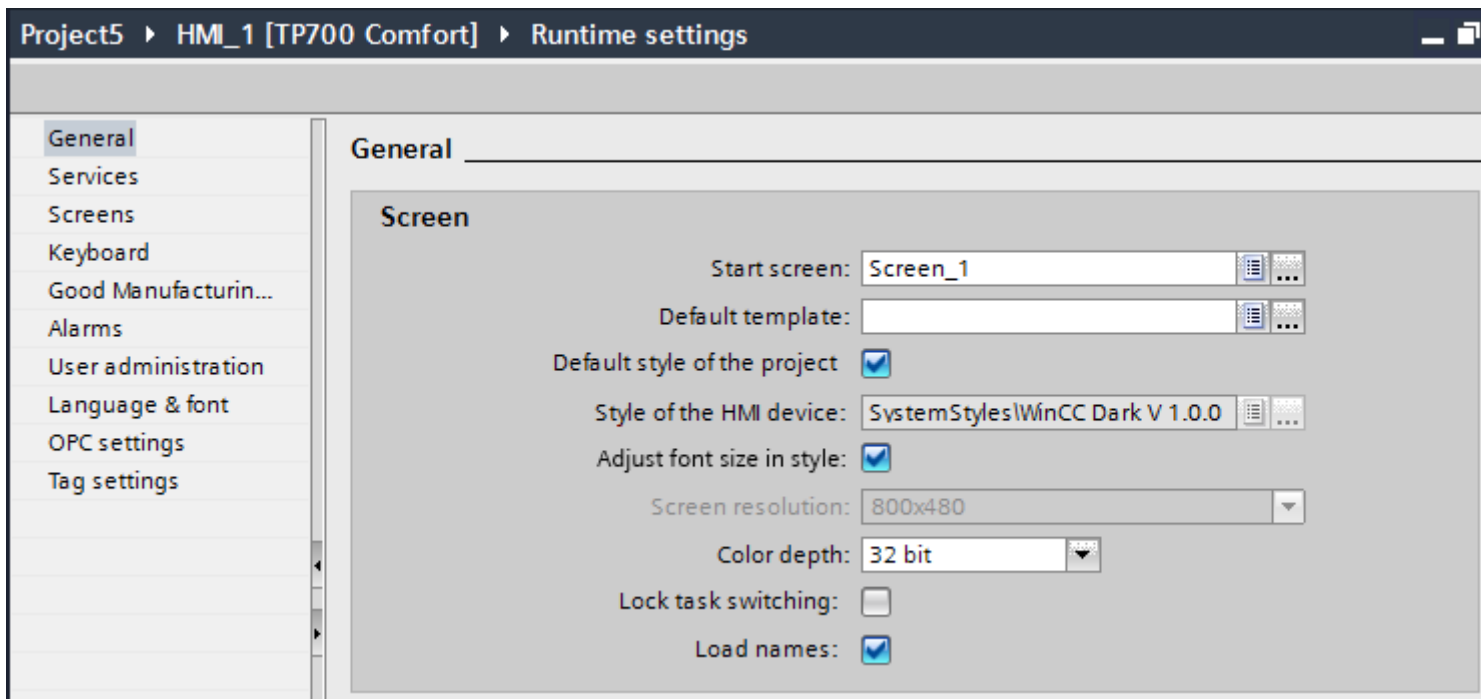 Project5 ▸ HMI_1 [TP700 Comfort] ▸ Runtime settings
General
Services
Screens
Keyboard
Good Manufacturin...
Alarms
User administration
Language & font
OPC settings
Tag settings
General
Screen
Start screen: Screen_1
Default template:
Default style of the project
Style of the HMI device: SystemStyles\WinCC Dark V 1.0.0
Adjust font size in style:
Screen resolution: 800x480
Color depth: 32 bit
Lock task switching:
Load names: